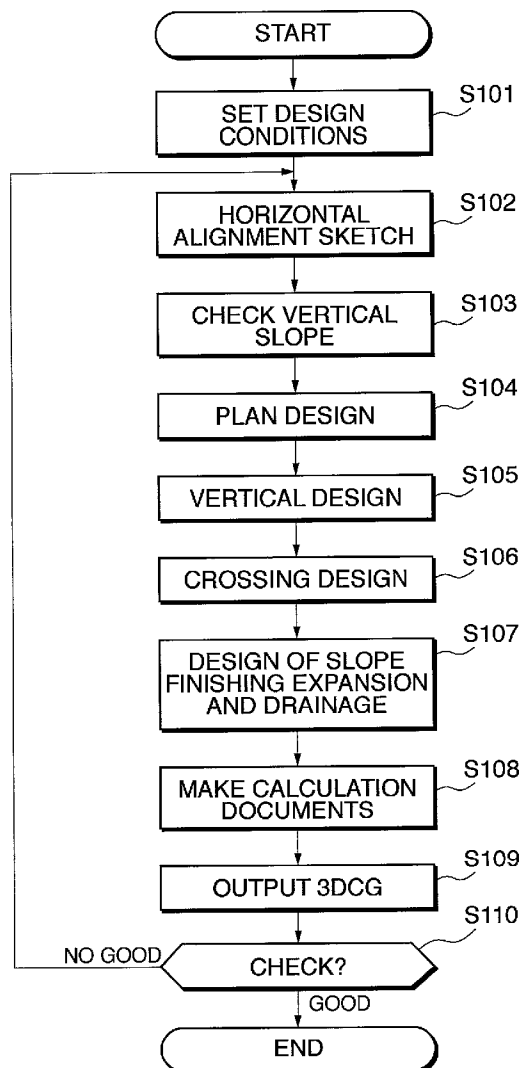 START
S101
SET DESIGN
CONDITIONS
S102
HORIZONTAL
ALIGNMENT SKETCH
S103
CHECK VERTICAL
SLOPE
S104
PLAN DESIGN
S105
VERTICAL DESIGN
S106
CROSSING DESIGN
S107
DESIGN OF SLOPE
FINISHING EXPANSION
AND DRAINAGE
S108
MAKE CALCULATION
DOCUMENTS
S109
OUTPUT 3DCG
S110
NO GOOD
CHECK?
GOOD
END